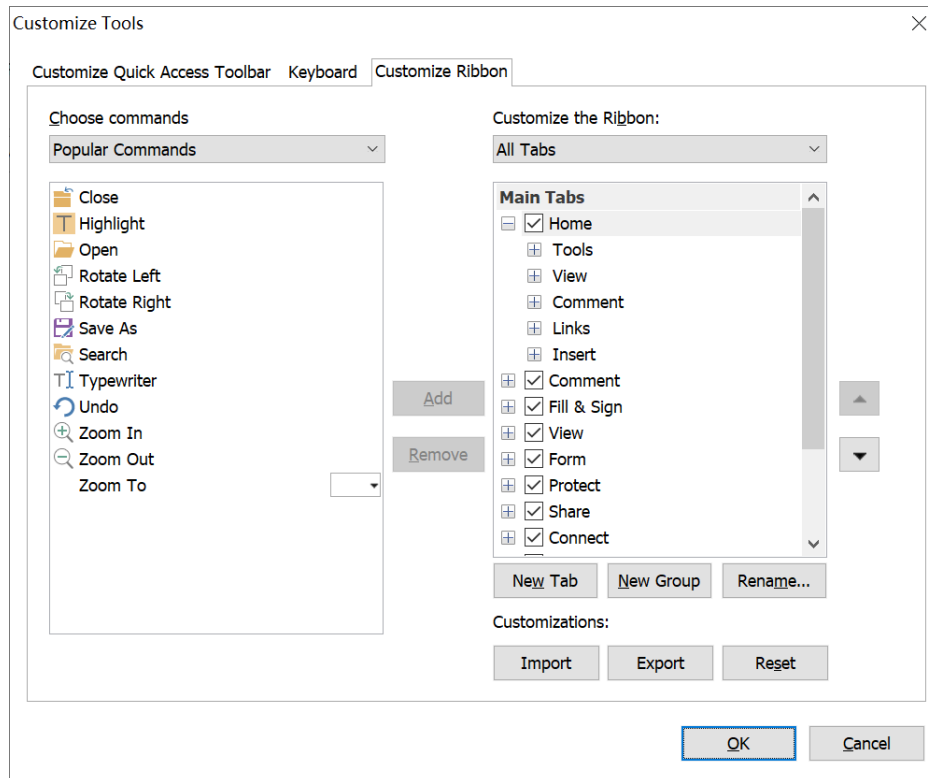 Customize Tools
Customize Quick Access Toolbar Keyboard Customize Ribbon
Choose commands
Popular Commands
Close
Highlight
Open
Rotate Left
Rotate Right
Save As
Search
Typewriter
Undo
Zoom In
Zoom Out
Zoom To
Add
Remove
Customize the Ribbon:
All Tabs
Main Tabs
Home
Tools
View
Comment
Links
Insert
Comment
Fill & Sign
View
Form
Protect
Share
Connect
New Tab New Group Rename...
Customizations:
Import Export Reset
OK Cancel